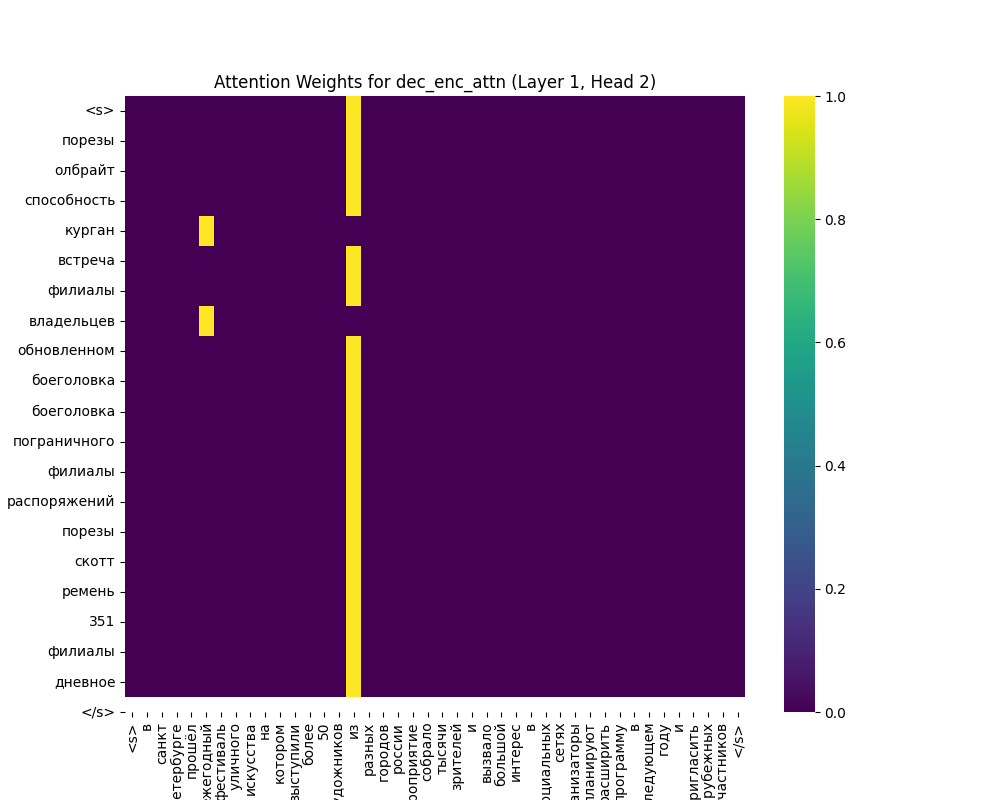 Attention Weights for dec_enc_attn (Layer 1, Head 2)
<s>
порезы
олбрайт
способность
курган
встреча
филиалы
владельцев
обновленном
боеголовка
боеголовка
пограничного
филиалы
распоряжений
порезы
скотт
ремень
351
филиалы
дневное
</s>
<s>
в
санкт
етербурге
прошёл
жегодный
фестиваль
уличного
искусства
на
котором
выступили
более
50
удожников
из
разных
городов
россии
роприятие
собрало
тысячи
зрителей
и
вызвало
большой
интерес
в
оциальных
сетях
анизаторы
планируют
расширить
программу
в
ледующем
году
и
ригласить
рубежных
частников
</s>
1.0
0.8
0.6
0.4
0.2
0.0